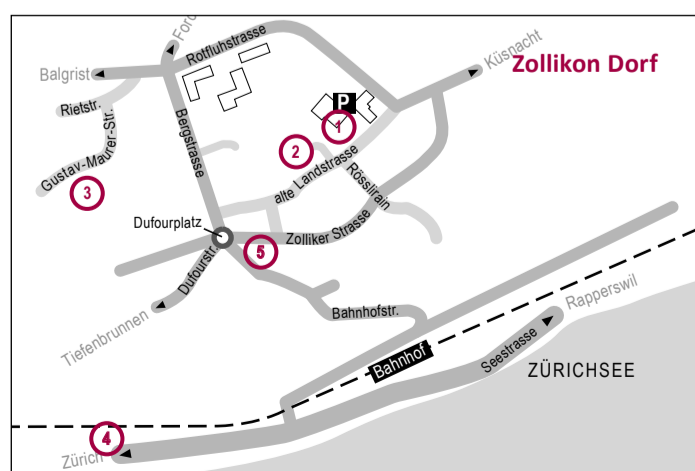 Zollikon Dorf
Rotfluhstrasse
Küsnacht
Balgrist
P
Rietstr.
1
Bergstrasse
2
Gustav-Maurer-Str.
3
alte Landstrasse
Rösslirain
Dufourplatz
Zolliker Strasse
5
Dufourstr.
Tiefenbrunnen
Bahnhofstr.
Rapperswil
Bahnhof
Seestrasse
ZÜRICHSEE
4
Zürich